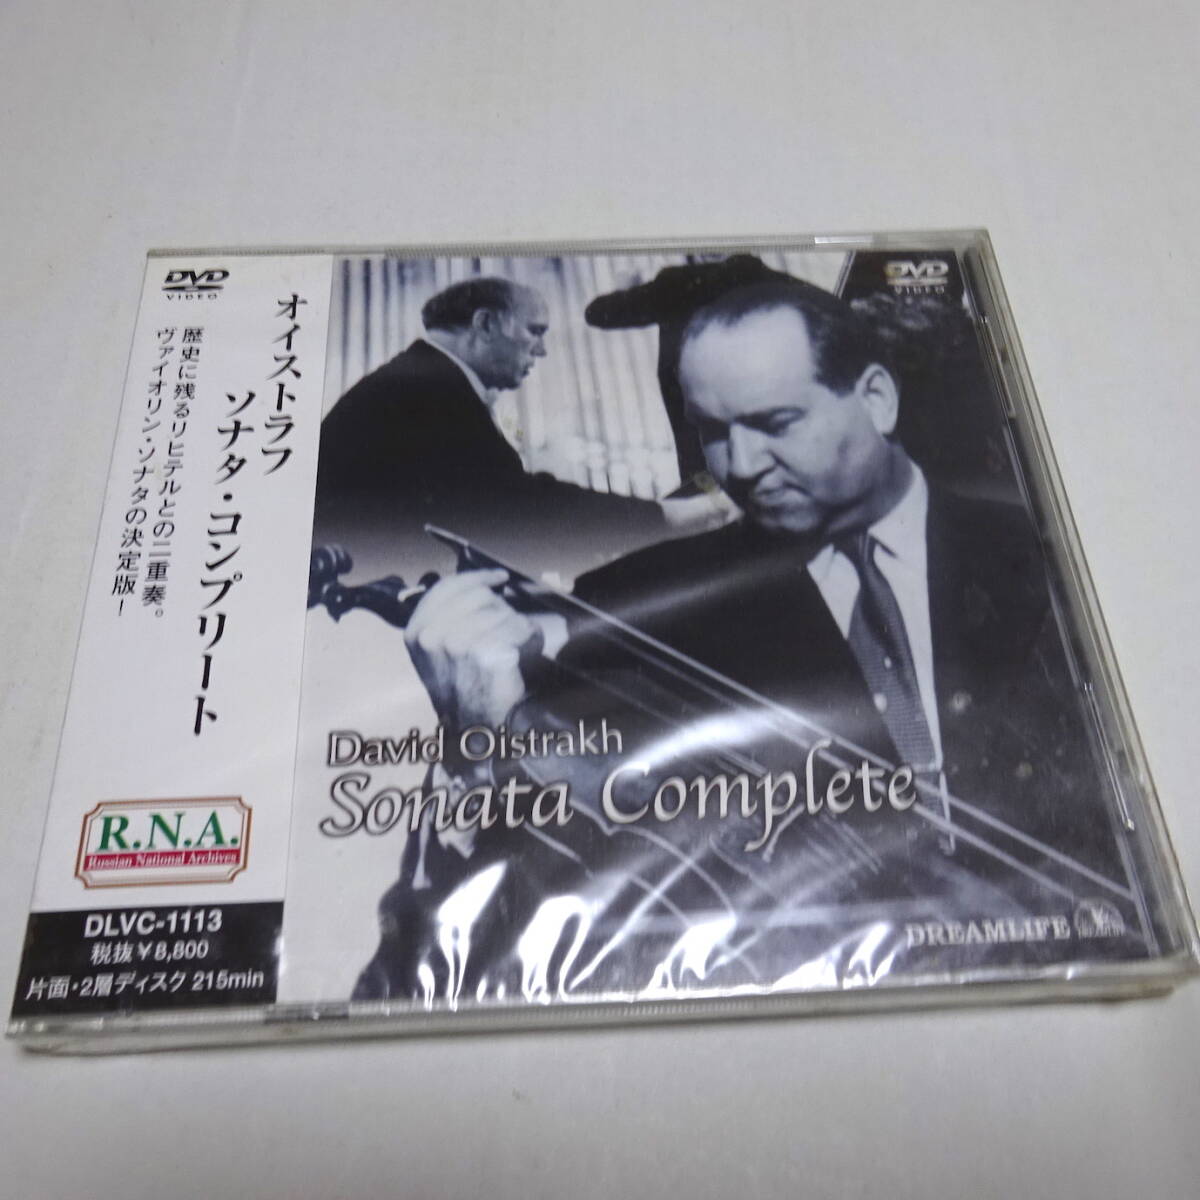 DVD
VIDEO
オイストラフ
ソナタ・コンプリート
歴史に残るリヒテルとの二重奏。
ヴァイオリン・ソナタの決定版！
R.N.A.
Russian National Archives
DLVC-1113
税抜¥8,800
片面・2層ディスク 215min
DVD
VIDEO
David Oistrakh
Sonata Complete
DREAMLIFE